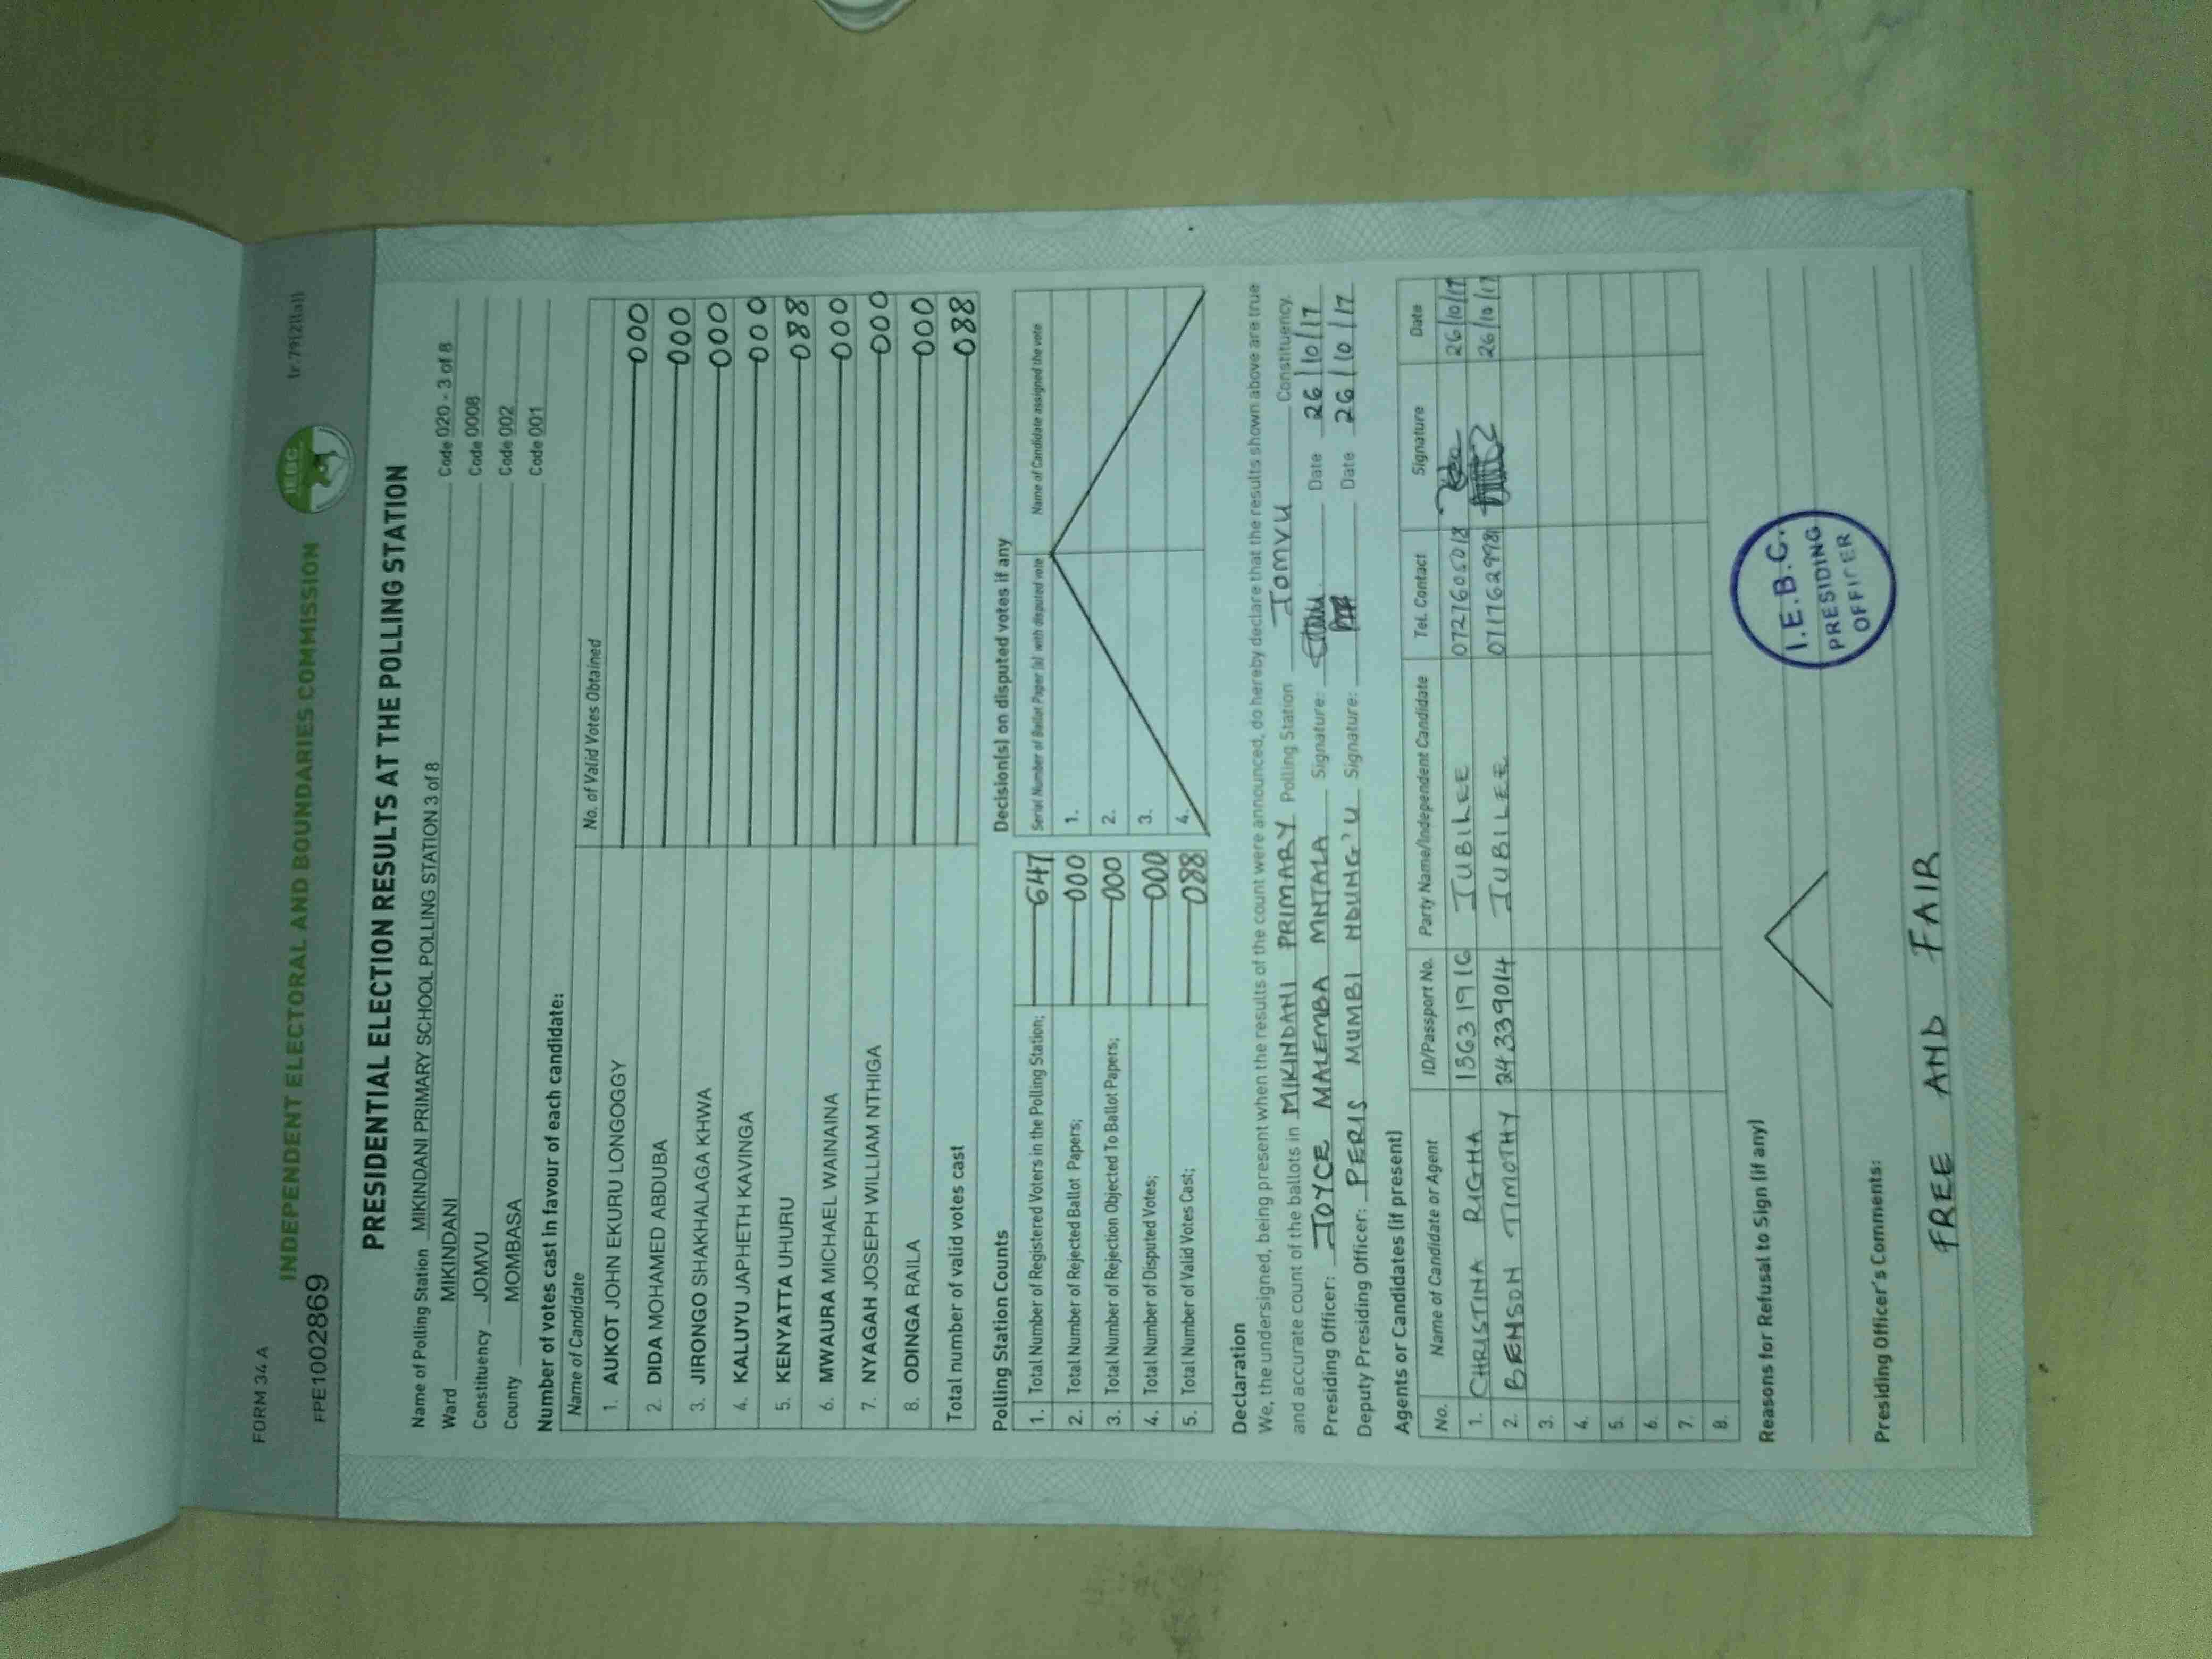 FORM 34 A
(r.79(2)(a))
INDEPENDENT ELECTORAL AND BOUNDARIES COMMISSION
IEBC
FPE1002869
PRESIDENTIAL ELECTION RESULTS AT THE POLLING STATION
Name of Polling Station MIKINDANI PRIMARY SCHOOL POLLING STATION 3 of 8
Ward MIKINDANI Code 020 - 3 of 8
Constituency JOMVU Code 0008
County MOMBASA Code 002
Code 001
Number of votes cast in favour of each candidate:
Name of Candidate No. of Valid Votes Obtained
1. AUKOT JOHN EKURU LONGOGGY 000
2. DIDA MOHAMED ABDUBA 000
3. JIRONGO SHAKHALAGA KHWA 000
4. KALUYU JAPHETH KAVINGA 000
5. KENYATTA UHURU 088
6. MWAURA MICHAEL WAINAINA 000
7. NYAGAH JOSEPH WILLIAM NTHIGA 000
8. ODINGA RAILA 000
Total number of valid votes cast 088
Polling Station Counts
1. Total Number of Registered Voters in the Polling Station; 647
2. Total Number of Rejected Ballot Papers; 000
3. Total Number of Rejection Objected To Ballot Papers; 000
4. Total Number of Disputed Votes; 000
5. Total Number of Valid Votes Cast; 088
Decision(s) on disputed votes if any
Serial Number of Ballot Paper (s) with disputed vote Name of Candidate assigned the vote
1.
2.
3.
4.
Declaration
We, the undersigned, being present when the results of the count were announced, do hereby declare that the results shown above are true
and accurate count of the ballots in MIKINDANI PRIMARY Polling Station JOMVU Constituency.
Presiding Officer: JOYCE MALEMBA MNTALA Signature: Date 26/10/17
Deputy Presiding Officer: PERIS MUMBI NDUNG'U Signature: Date 26/10/17
Agents or Candidates (if present)
No. Name of Candidate or Agent ID/Passport No. Party Name/Independent Candidate Tel. Contact Signature Date
1. CHRISTINA RIGHA JUBILEE 0727605018 26/10/17
2. BENSON TIMOTHY 24339014 JUBILEE 0717162998 26/10/17
3.
4.
5.
6.
7.
8.
Reasons for Refusal to Sign (if any)
I.E.B.C.
PRESIDING
OFFICER
Presiding Officer's Comments:
FREE AND FAIR